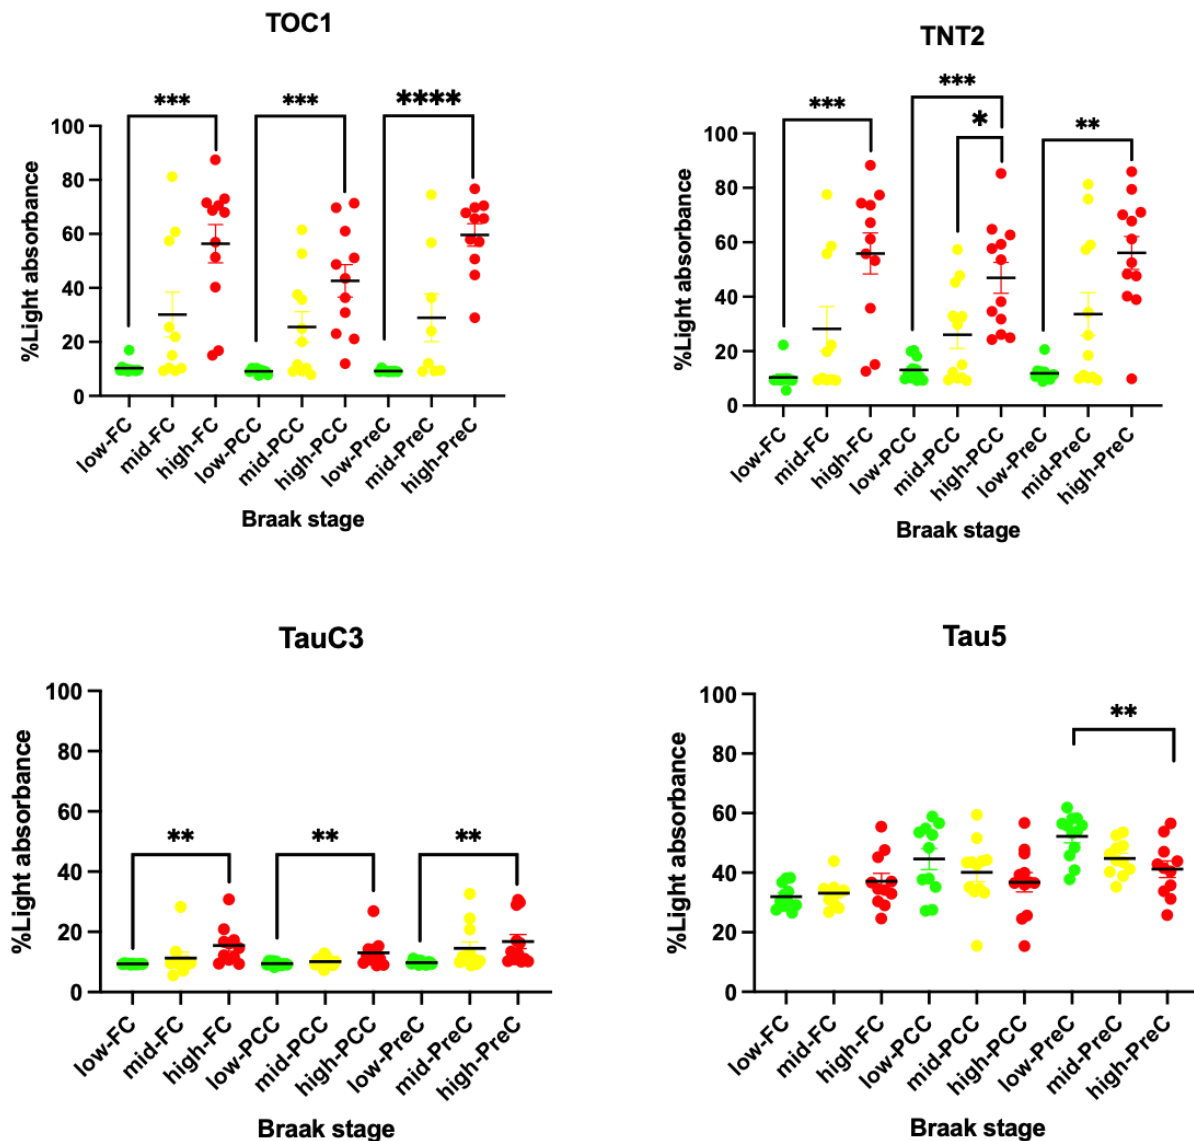 TOC1
***
***
****
%Light absorbance
100
80
60
40
20
0
low-FC
mid-FC
high-FC
low-PCC
mid-PCC
high-PCC
low-PreC
mid-PreC
high-PreC
Braak stage
TNT2
***
***
*
**
%Light absorbance
100
80
60
40
20
0
low-FC
mid-FC
high-FC
low-PCC
mid-PCC
high-PCC
low-PreC
mid-PreC
high-PreC
Braak stage
TauC3
**
**
**
%Light absorbance
100
80
60
40
20
0
low-FC
mid-FC
high-FC
low-PCC
mid-PCC
high-PCC
low-PreC
mid-PreC
high-PreC
Braak stage
Tau5
**
%Light absorbance
100
80
60
40
20
0
low-FC
mid-FC
high-FC
low-PCC
mid-PCC
high-PCC
low-PreC
mid-PreC
high-PreC
Braak stage